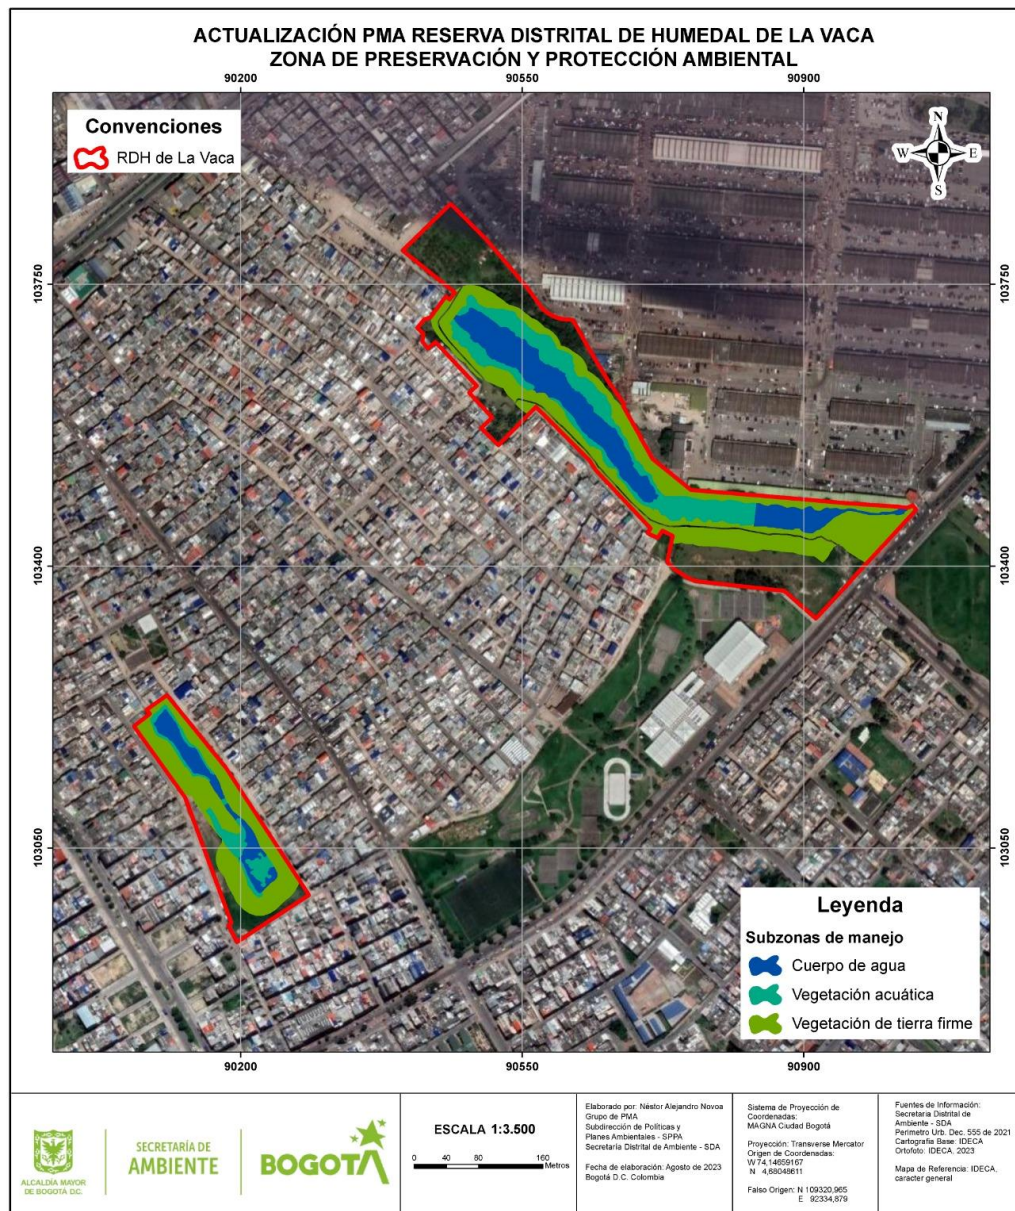 ACTUALIZACIÓN PMA RESERVA DISTRITAL DE HUMEDAL DE LA VACA
ZONA DE PRESERVACIÓN Y PROTECCIÓN AMBIENTAL
90200
90550
90900
Convenciones
RDH de La Vaca
N
W
E
S
103750
103750
103400
103400
103050
103050
Leyenda
Subzonas de manejo
Cuerpo de agua
Vegetación acuática
Vegetación de tierra firme
90200
90550
90900
ALCALDÍA MAYOR
DE BOGOTÁ D.C.
SECRETARÍA DE
AMBIENTE
BOGOTÁ
ESCALA 1:3.500
0 40 80 160
Metros
Elaborado por: Néstor Alejandro Novoa
Grupo de PMA
Subdirección de Políticas y
Planes Ambientales - SPPA
Secretaría Distrital de Ambiente - SDA
Fecha de elaboración: Agosto de 2023
Bogotá D.C. Colombia
Sistema de Proyección de
Coordenadas:
MAGNA Ciudad Bogotá
Proyección: Transverse Mercator
Origen de Coordenadas:
W 74,14659167
N 4,68048611
Falso Origen: N 109320,965
E 92334,879
Fuentes de Información:
Secretaria Distrital de
Ambiente - SDA
Perimetro Urb. Dec. 555 de 2021
Cartografia Base: IDECA
Ortofoto: IDECA, 2023
Mapa de Referencia: IDECA,
caracter general